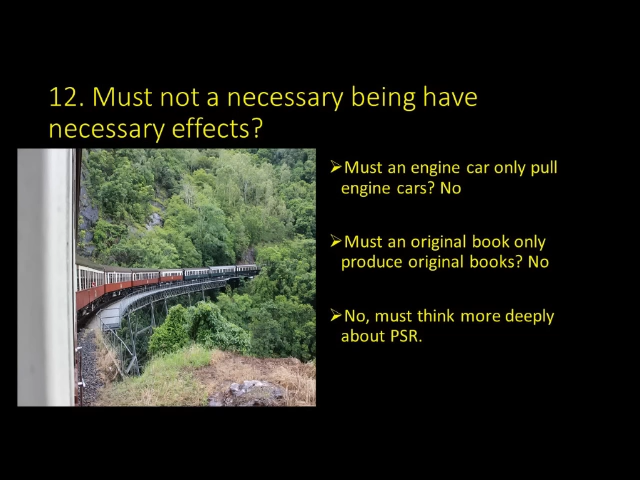 12. Must not a necessary being have
necessary effects?
➢Must an engine car only pull
engine cars? No
➢Must an original book only
produce original books? No
➢No, must think more deeply
about PSR.